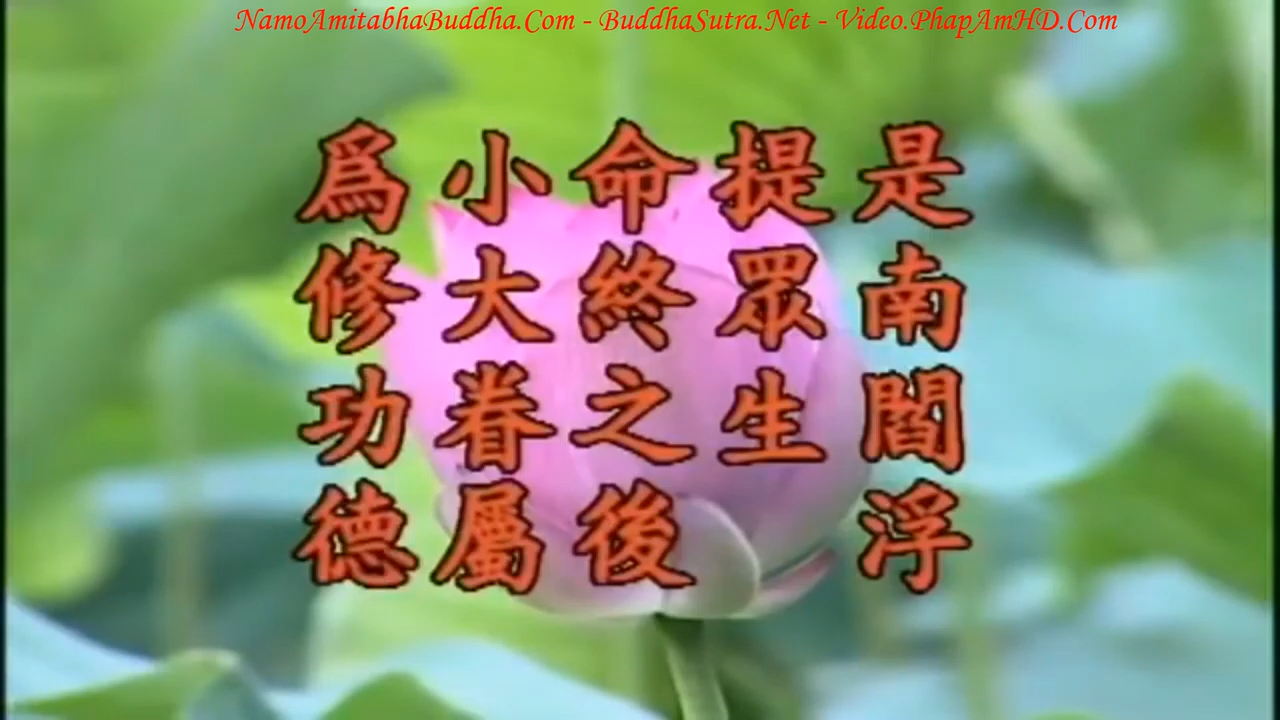 NamoAmitabhaBuddha.Com - BuddhaSutra.Net - Video.PhapAmHD.Com
是南閻浮
提眾生
命終之後
小大眷屬
爲修功德